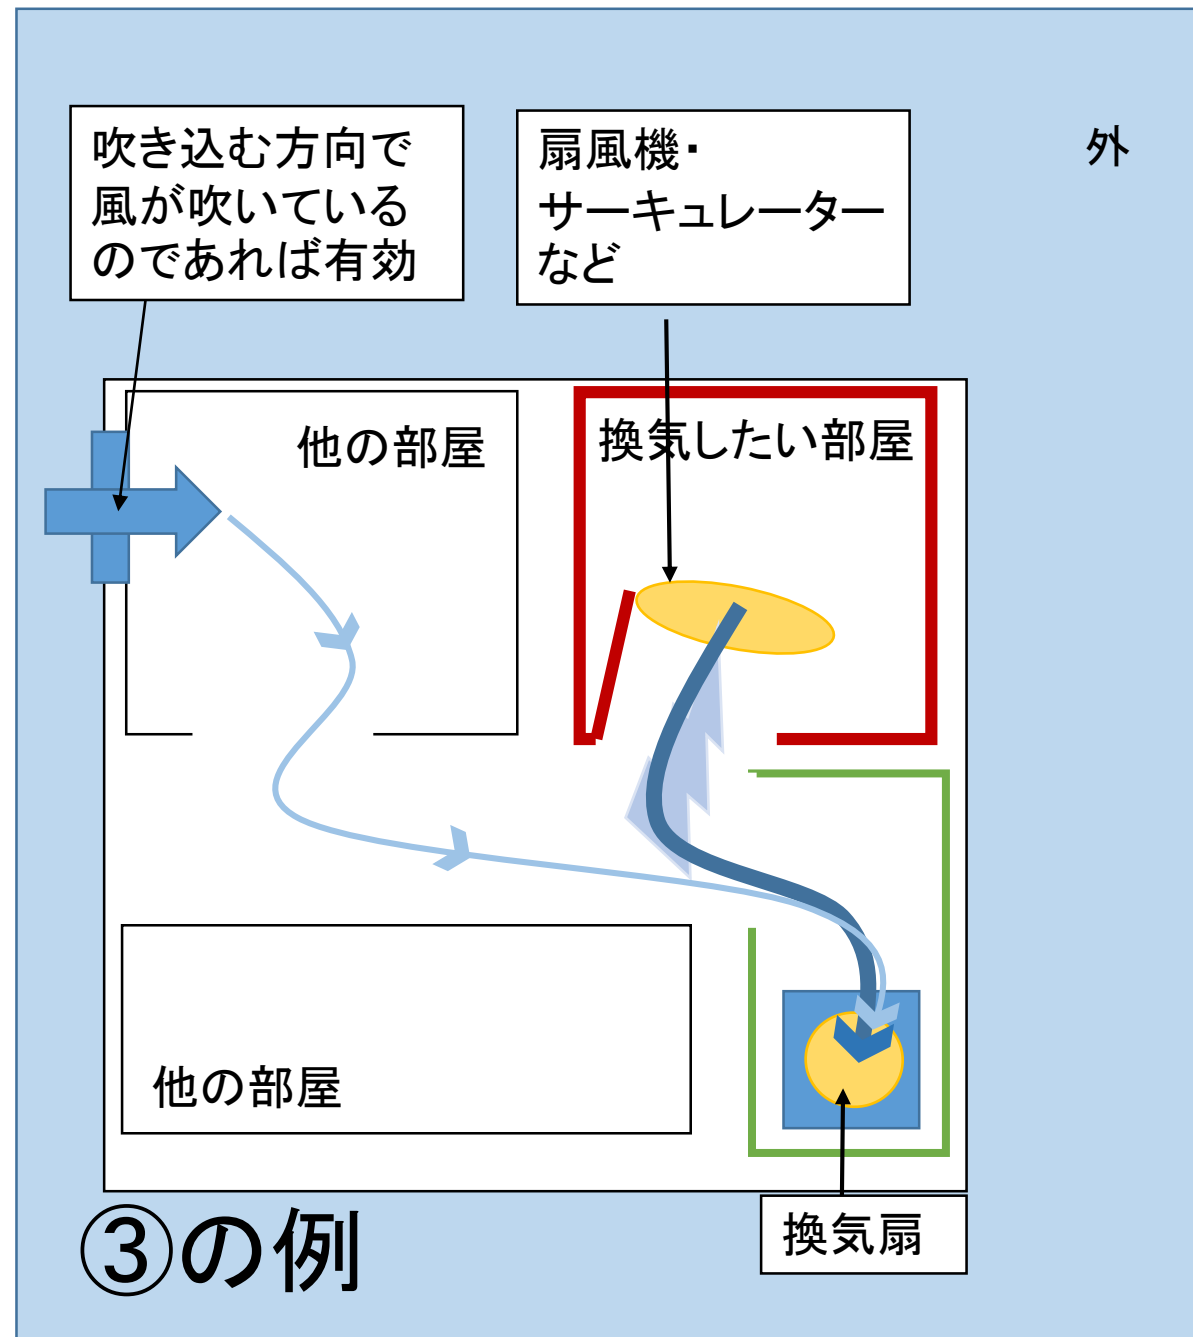 吹き込む方向で
風が吹いている
のであれば有効
扇風機・
サーキュレーター
など
外
他の部屋
換気したい部屋
他の部屋
換気扇
③の例